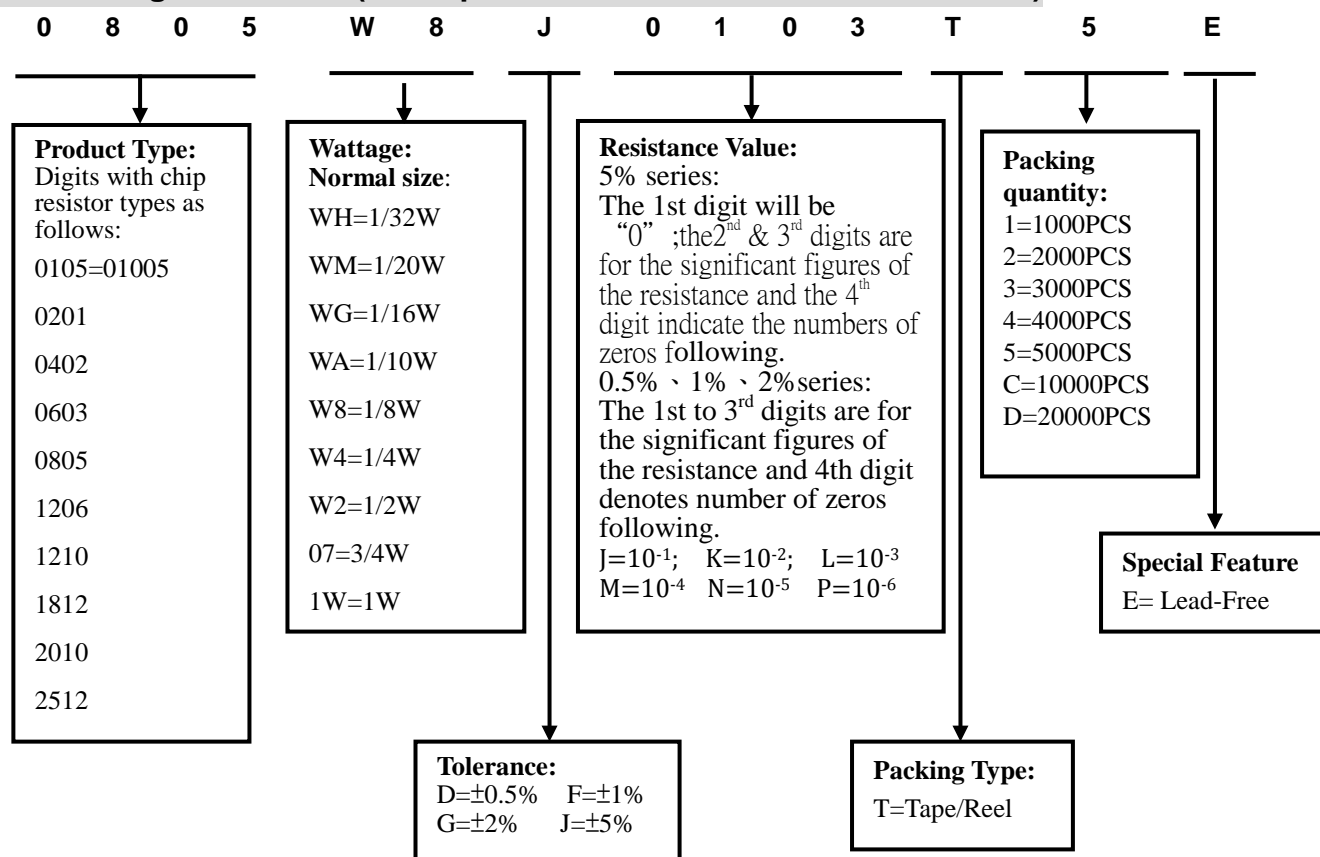 0 8 0 5 W 8 J 0 1 0 3 T 5 E
Product Type:
Digits with chip
resistor types as
follows:
0105=01005
0201
0402
0603
0805
1206
1210
1812
2010
2512
Wattage:
Normal size:
WH=1/32W
WM=1/20W
WG=1/16W
WA=1/10W
W8=1/8W
W4=1/4W
W2=1/2W
07=3/4W
1W=1W
Resistance Value:
5% series:
The 1st digit will be
“0” ;the2nd & 3rd digits are
for the significant figures of
the resistance and the 4th
digit indicate the numbers of
zeros following.
0.5%、1%、2%series:
The 1st to 3rd digits are for
the significant figures of
the resistance and 4th digit
denotes number of zeros
following.
J=10-1; K=10-2; L=10-3
M=10-4 N=10-5 P=10-6
Packing
quantity:
1=1000PCS
2=2000PCS
3=3000PCS
4=4000PCS
5=5000PCS
C=10000PCS
D=20000PCS
Special Feature
E= Lead-Free
Tolerance:
D=±0.5% F=±1%
G=±2% J=±5%
Packing Type:
T=Tape/Reel